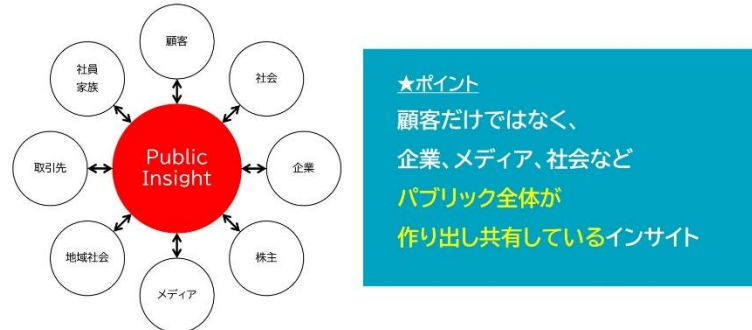 顧客
社員
家族
社会
取引先
Public
Insight
企業
地域社会
株主
メディア
★ポイント
顧客だけではなく、
企業、メディア、社会など
パブリック全体が
作り出し共有しているインサイト